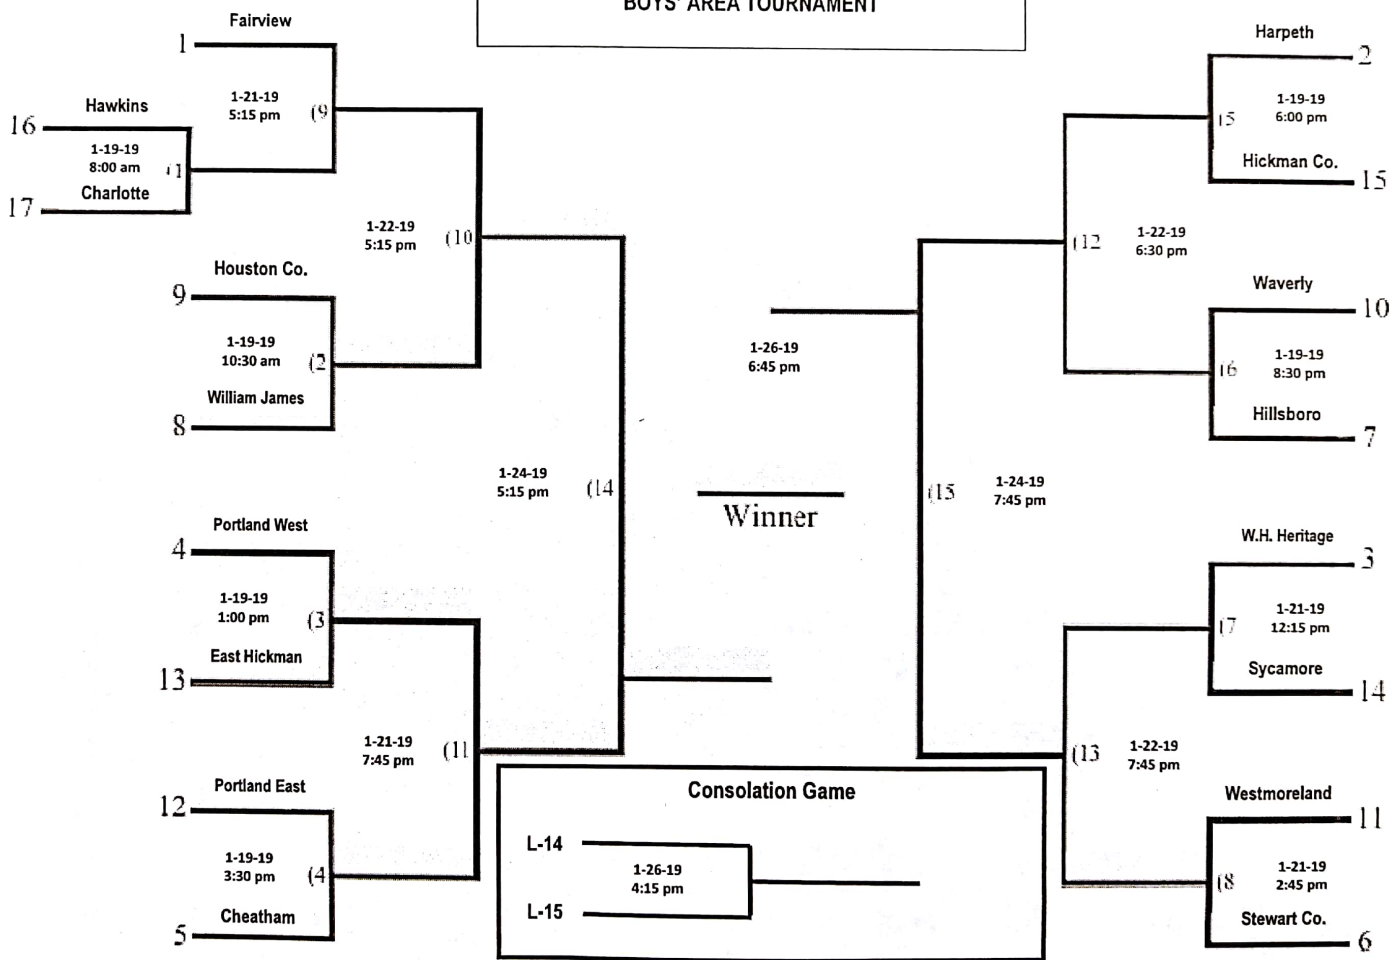 BOYS' AREA TOURNAMENT
Fairview
1
1-21-19
5:15 pm
(9
Hawkins
16
1-19-19
8:00 am
(1
Charlotte
17
1-22-19
5:15 pm
(10
Houston Co.
9
1-19-19
10:30 am
(2
William James
8
1-24-19
5:15 pm
(14
Portland West
4
1-19-19
1:00 pm
(3
East Hickman
13
1-21-19
7:45 pm
(11
Portland East
12
1-19-19
3:30 pm
(4
Cheatham
5
1-26-19
6:45 pm
Winner
Harpeth
2
1-19-19
6:00 pm
(5
Hickman Co.
15
1-22-19
6:30 pm
(12
Waverly
10
1-19-19
8:30 pm
(6
Hillsboro
7
1-24-19
7:45 pm
(15
W.H. Heritage
3
1-21-19
12:15 pm
(7
Sycamore
14
1-22-19
7:45 pm
(13
Westmoreland
11
1-21-19
2:45 pm
(8
Stewart Co.
6
Consolation Game
L-14
1-26-19
4:15 pm
L-15